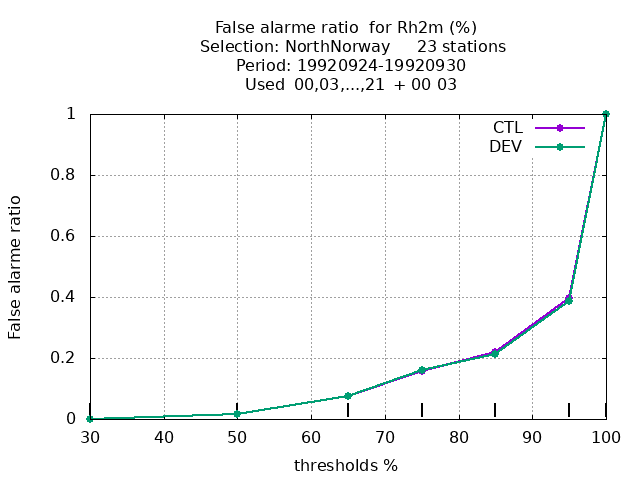 False alarme ratio  for Rh2m (%)
Selection: NorthNorway     23 stations
Period: 19920924-19920930
Used  00,03,...,21  + 00 03
CTL
DEV
False alarme ratio
1
0.8
0.6
0.4
0.2
0
30 40 50 60 70 80 90 100
thresholds %